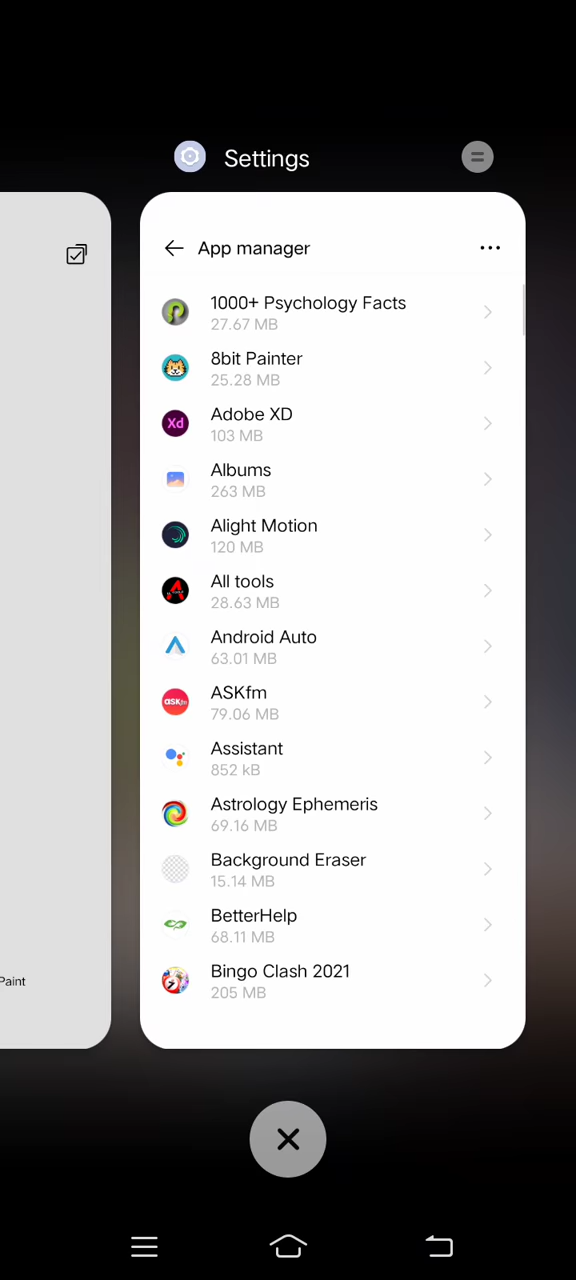 Settings
App manager
1000+ Psychology Facts
27.67 MB
8bit Painter
25.28 MB
Xd
Adobe XD
103 MB
Albums
263 MB
Alight Motion
120 MB
All tools
28.63 MB
Android Auto
63.01 MB
ASKfm
ASKfm
79.06 MB
Assistant
852 kB
Astrology Ephemeris
69.16 MB
Background Eraser
15.14 MB
BetterHelp
68.11 MB
Bingo Clash 2021
205 MB
Paint